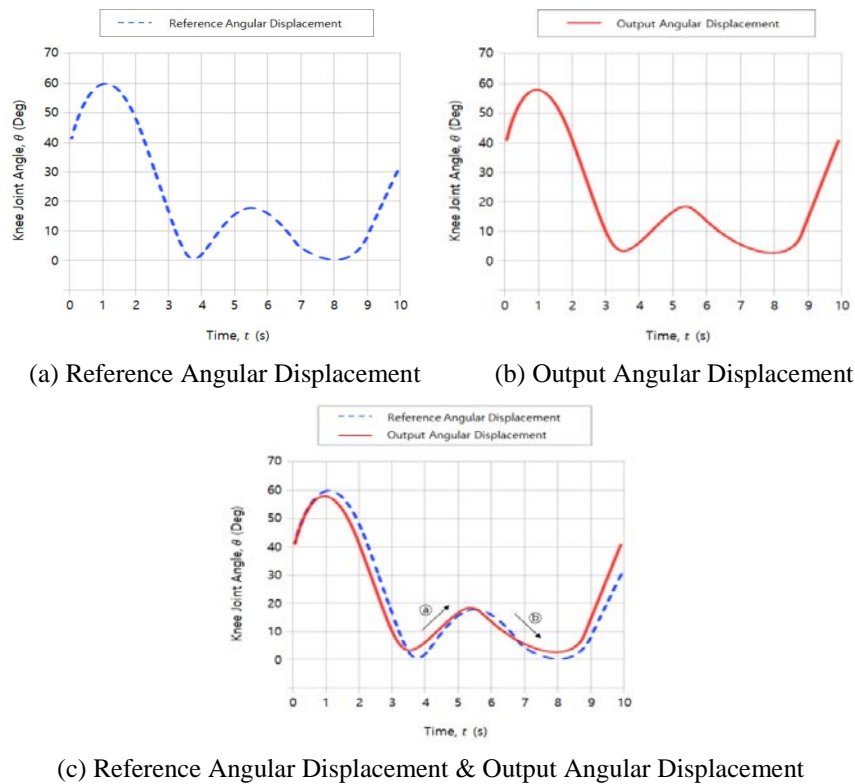 Reference Angular Displacement
70
60
50
40
30
20
10
0
Knee Joint Angle, θ (Deg)
0 1 2 3 4 5 6 7 8 9 10
Time, t (s)
(a) Reference Angular Displacement
Output Angular Displacement
70
60
50
40
30
20
10
0
Knee Joint Angle, θ (Deg)
0 1 2 3 4 5 6 7 8 9 10
Time, t (s)
(b) Output Angular Displacement
Reference Angular Displacement
Output Angular Displacement
70
60
50
40
30
20
10
0
Knee Joint Angle, θ (Deg)
ⓐ
ⓑ
0 1 2 3 4 5 6 7 8 9 10
Time, t (s)
(c) Reference Angular Displacement & Output Angular Displacement